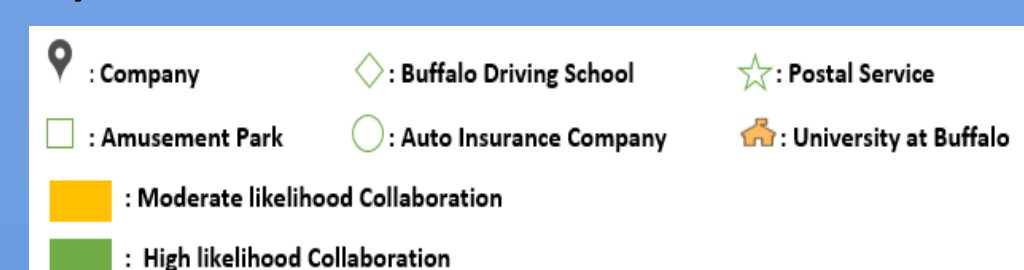 : Company : Buffalo Driving School : Postal Service
: Amusement Park : Auto Insurance Company : University at Buffalo
: Moderate likelihood Collaboration
: High likelihood Collaboration